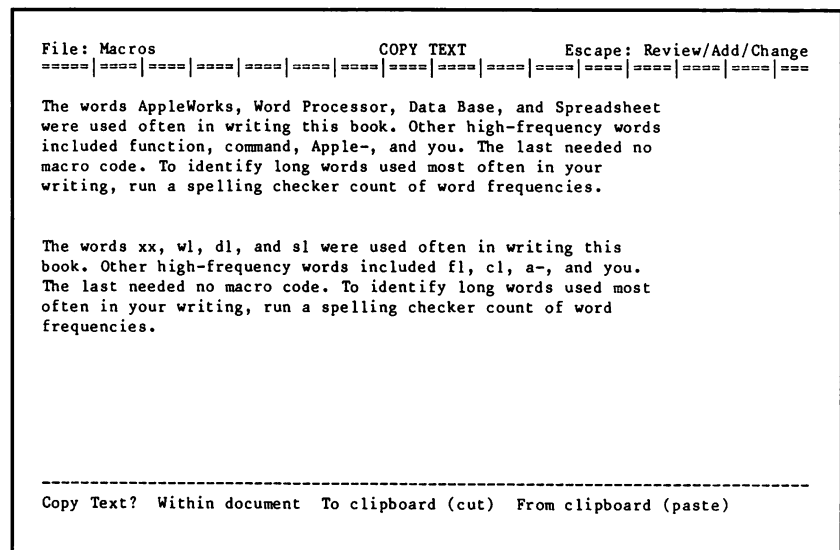 File: Macros COPY TEXT Escape: Review/Add/Change
=====|====|====|====|====|====|====|====|====|====|====|====|====|====|====|===
The words AppleWorks, Word Processor, Data Base, and Spreadsheet
were used often in writing this book. Other high-frequency words
included function, command, Apple-, and you. The last needed no
macro code. To identify long words used most often in your
writing, run a spelling checker count of word frequencies.
The words xx, wl, dl, and sl were used often in writing this
book. Other high-frequency words included fl, cl, a-, and you.
The last needed no macro code. To identify long words used most
often in your writing, run a spelling checker count of word
frequencies.
--------------------------------------------------------------------------------
Copy Text? Within document To clipboard (cut) From clipboard (paste)